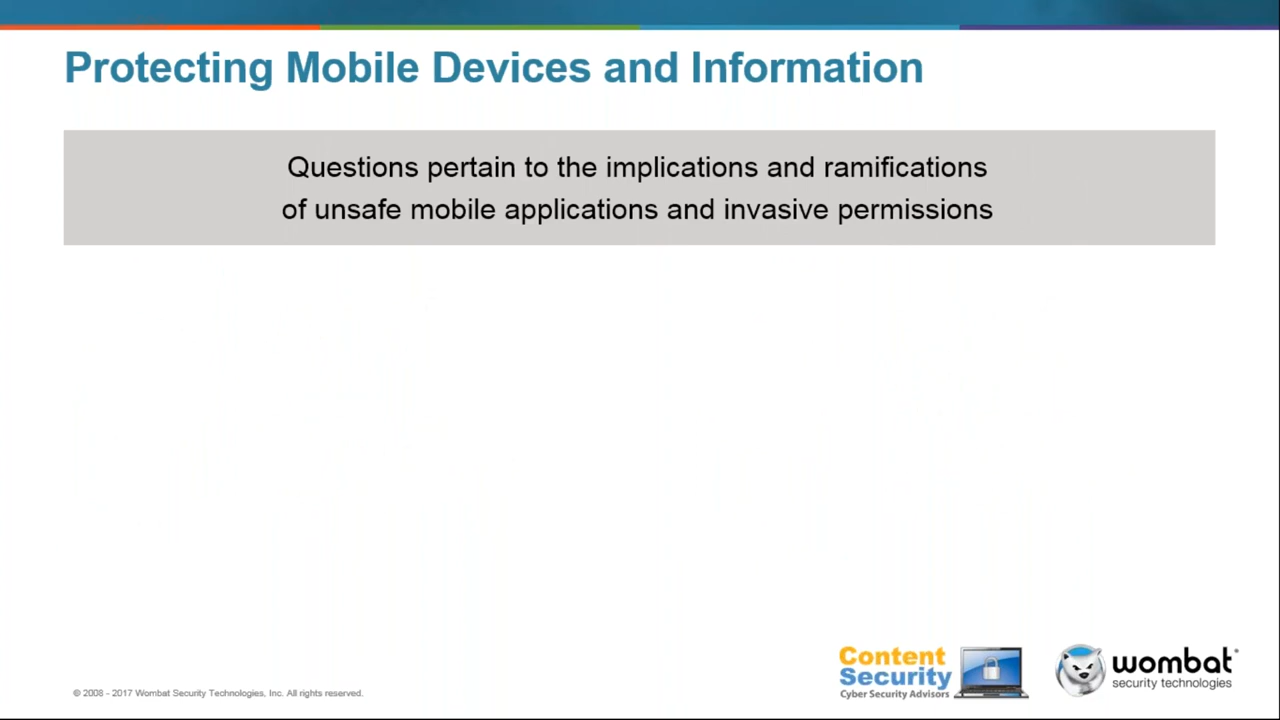 Protecting Mobile Devices and Information
Questions pertain to the implications and ramifications
of unsafe mobile applications and invasive permissions
© 2008 - 2017 Wombat Security Technologies, Inc. All rights reserved.
Content
Security
Cyber Security Advisors
wombat
security technologies